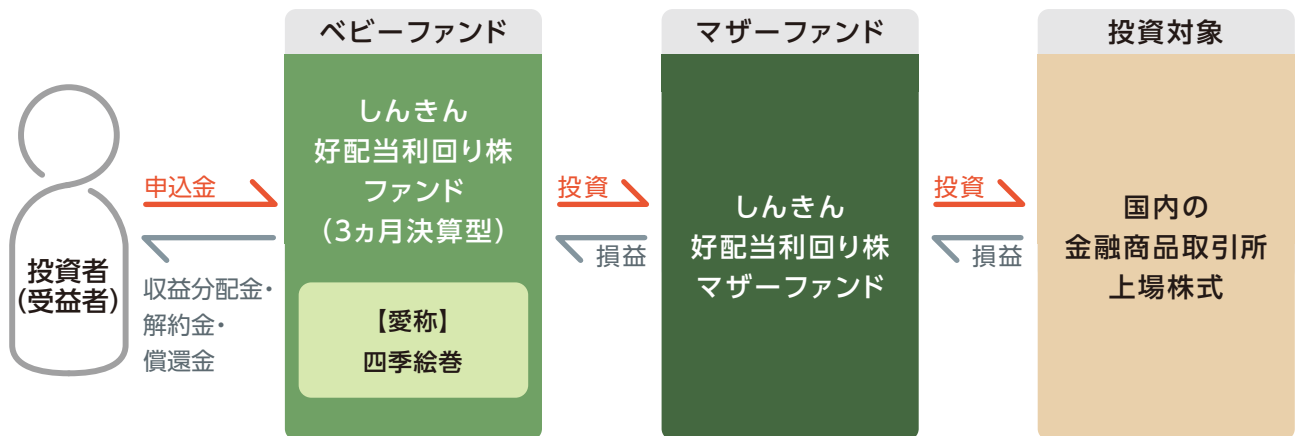 ベビーファンド
マザーファンド
投資対象
投資者
(受益者)
申込金
収益分配金・
解約金・
償還金
しんきん
好配当利回り株
ファンド
(3ヵ月決算型)
【愛称】
四季絵巻
投資
損益
しんきん
好配当利回り株
マザーファンド
投資
損益
国内の
金融商品取引所
上場株式